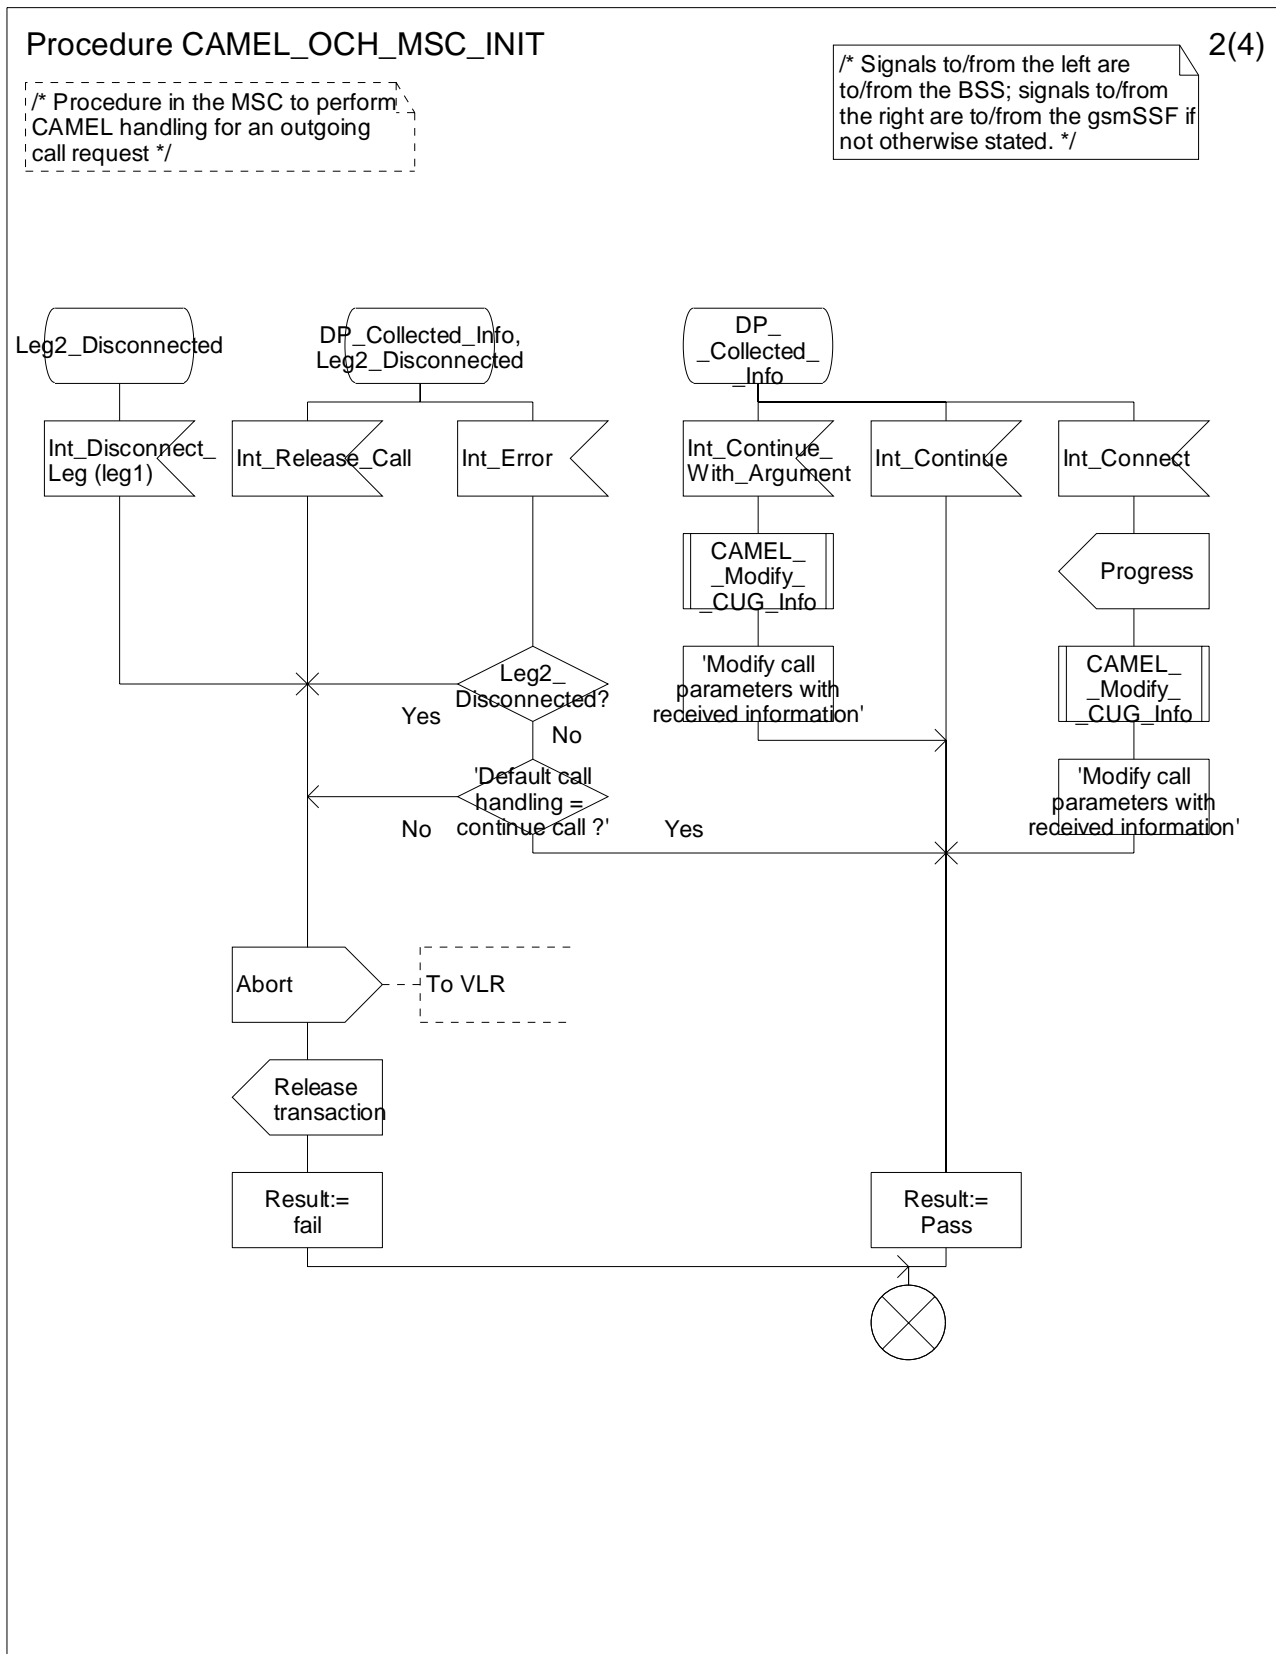 Procedure CAMEL_OCH_MSC_INIT
2(4)
/* Procedure in the MSC to perform
CAMEL handling for an outgoing
call request */
/* Signals to/from the left are
to/from the BSS; signals to/from
the right are to/from the gsmSSF if
not otherwise stated. */
Leg2_Disconnected
DP_Collected_Info,
Leg2_Disconnected
DP_
_Collected_
_Info
Int_Disconnect_
Leg (leg1)
Int_Release_Call
Int_Error
Int_Continue_
With_Argument
Int_Continue
Int_Connect
CAMEL_
_Modify_
_CUG_Info
Progress
Leg2_
Disconnected?
Yes
No
'Modify call
parameters with
received information'
CAMEL_
_Modify_
_CUG_Info
'Default call
handling =
continue call ?'
No
Yes
'Modify call
parameters with
received information'
Abort
To VLR
Release
transaction
Result:=
fail
Result:=
Pass